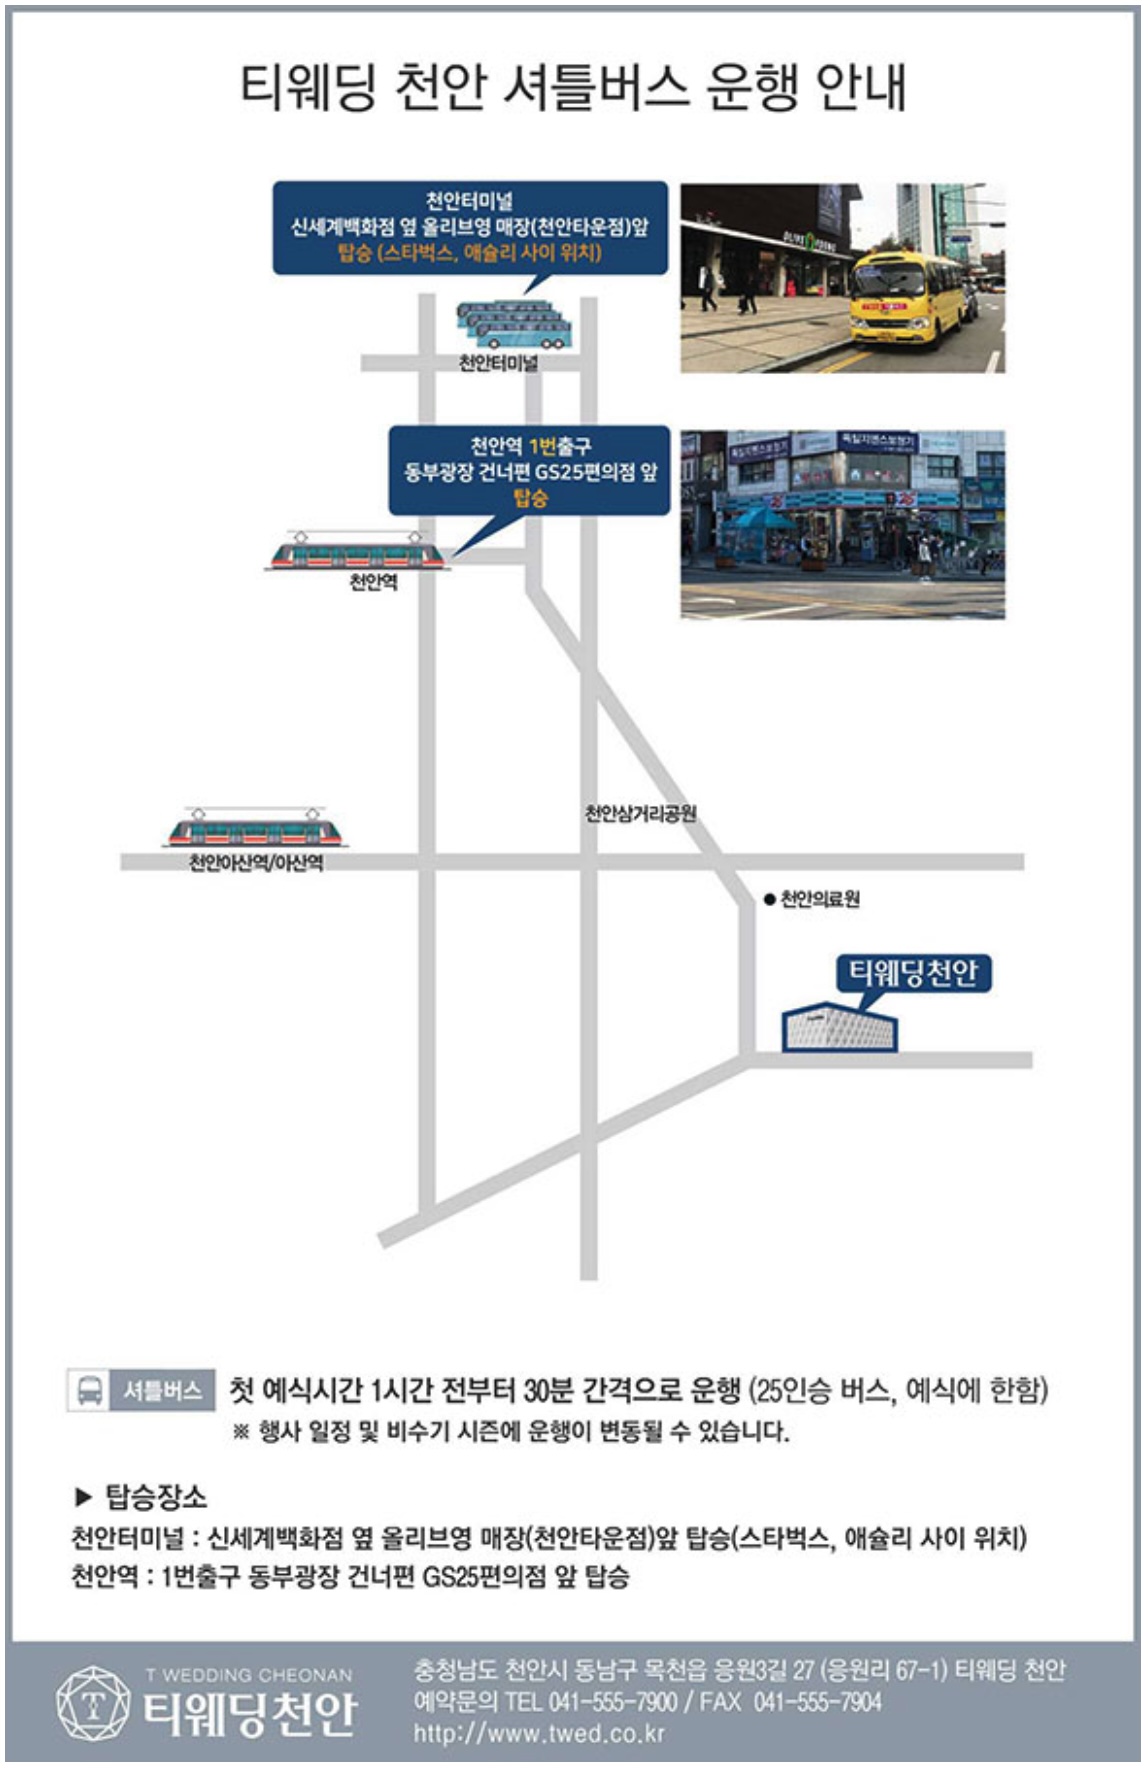 티웨딩 천안 셔틀버스 운행 안내
천안터미널
신세계백화점 옆 올리브영 매장(천안타운점)앞
탑승 (스타벅스, 애슐리 사이 위치)
OLIVE YOUNG
천안터미널
천안역 1번출구
동부광장 건너편 GS25편의점 앞
탑승
독일지멘스보청기
25
천안역
천안삼거리공원
천안아산역/아산역
천안의료원
티웨딩천안
셔틀버스 첫 예식시간 1시간 전부터 30분 간격으로 운행 (25인승 버스, 예식에 한함)
※ 행사 일정 및 비수기 시즌에 운행이 변동될 수 있습니다.
▶ 탑승장소
천안터미널 : 신세계백화점 옆 올리브영 매장(천안타운점)앞 탑승(스타벅스, 애슐리 사이 위치)
천안역 : 1번출구 동부광장 건너편 GS25편의점 앞 탑승
T WEDDING CHEONAN
티웨딩천안
충청남도 천안시 동남구 목천읍 응원3길 27 (응원리 67-1) 티웨딩 천안
예약문의 TEL 041-555-7900 / FAX 041-555-7904
http://www.twed.co.kr